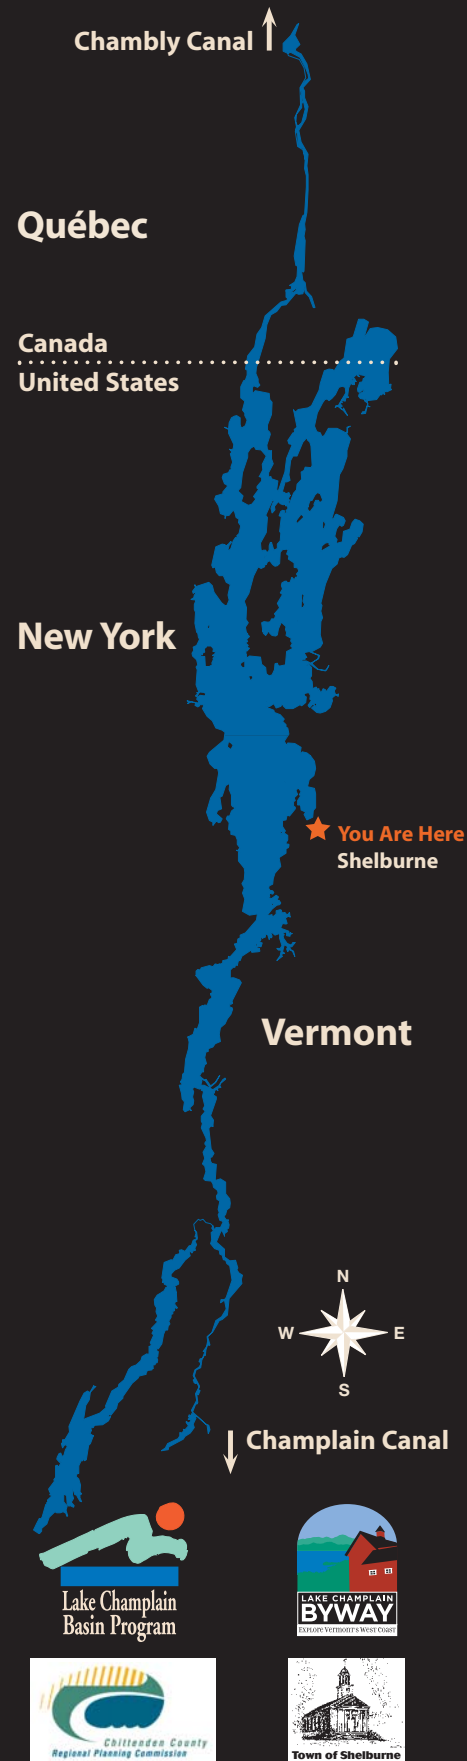 Chambly Canal
Québec
Canada
United States
New York
You Are Here
Shelburne
Vermont
N
W E
S
Champlain Canal
Lake Champlain
Basin Program
LAKE CHAMPLAIN
BYWAY
EXPLORE VERMONT'S WEST COAST
Chittenden County
Regional Planning Commission
Town of Shelburne